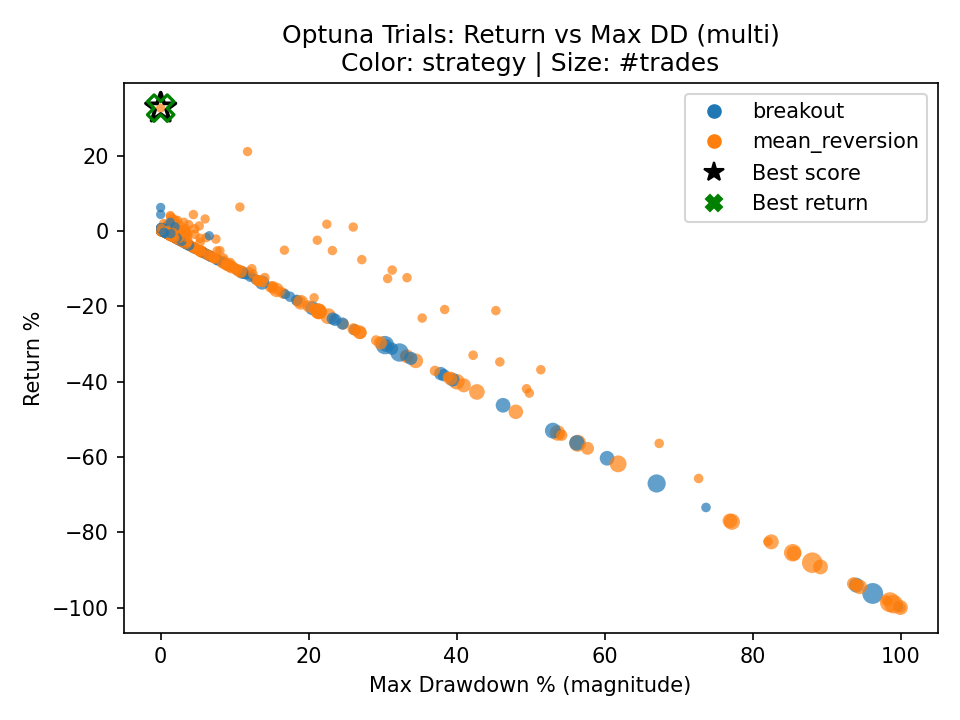 Optuna Trials: Return vs Max DD (multi)
Color: strategy | Size: #trades
breakout
mean_reversion
Best score
Best return
Return %
20
0
−20
−40
−60
−80
−100
0
20
40
60
80
100
Max Drawdown % (magnitude)